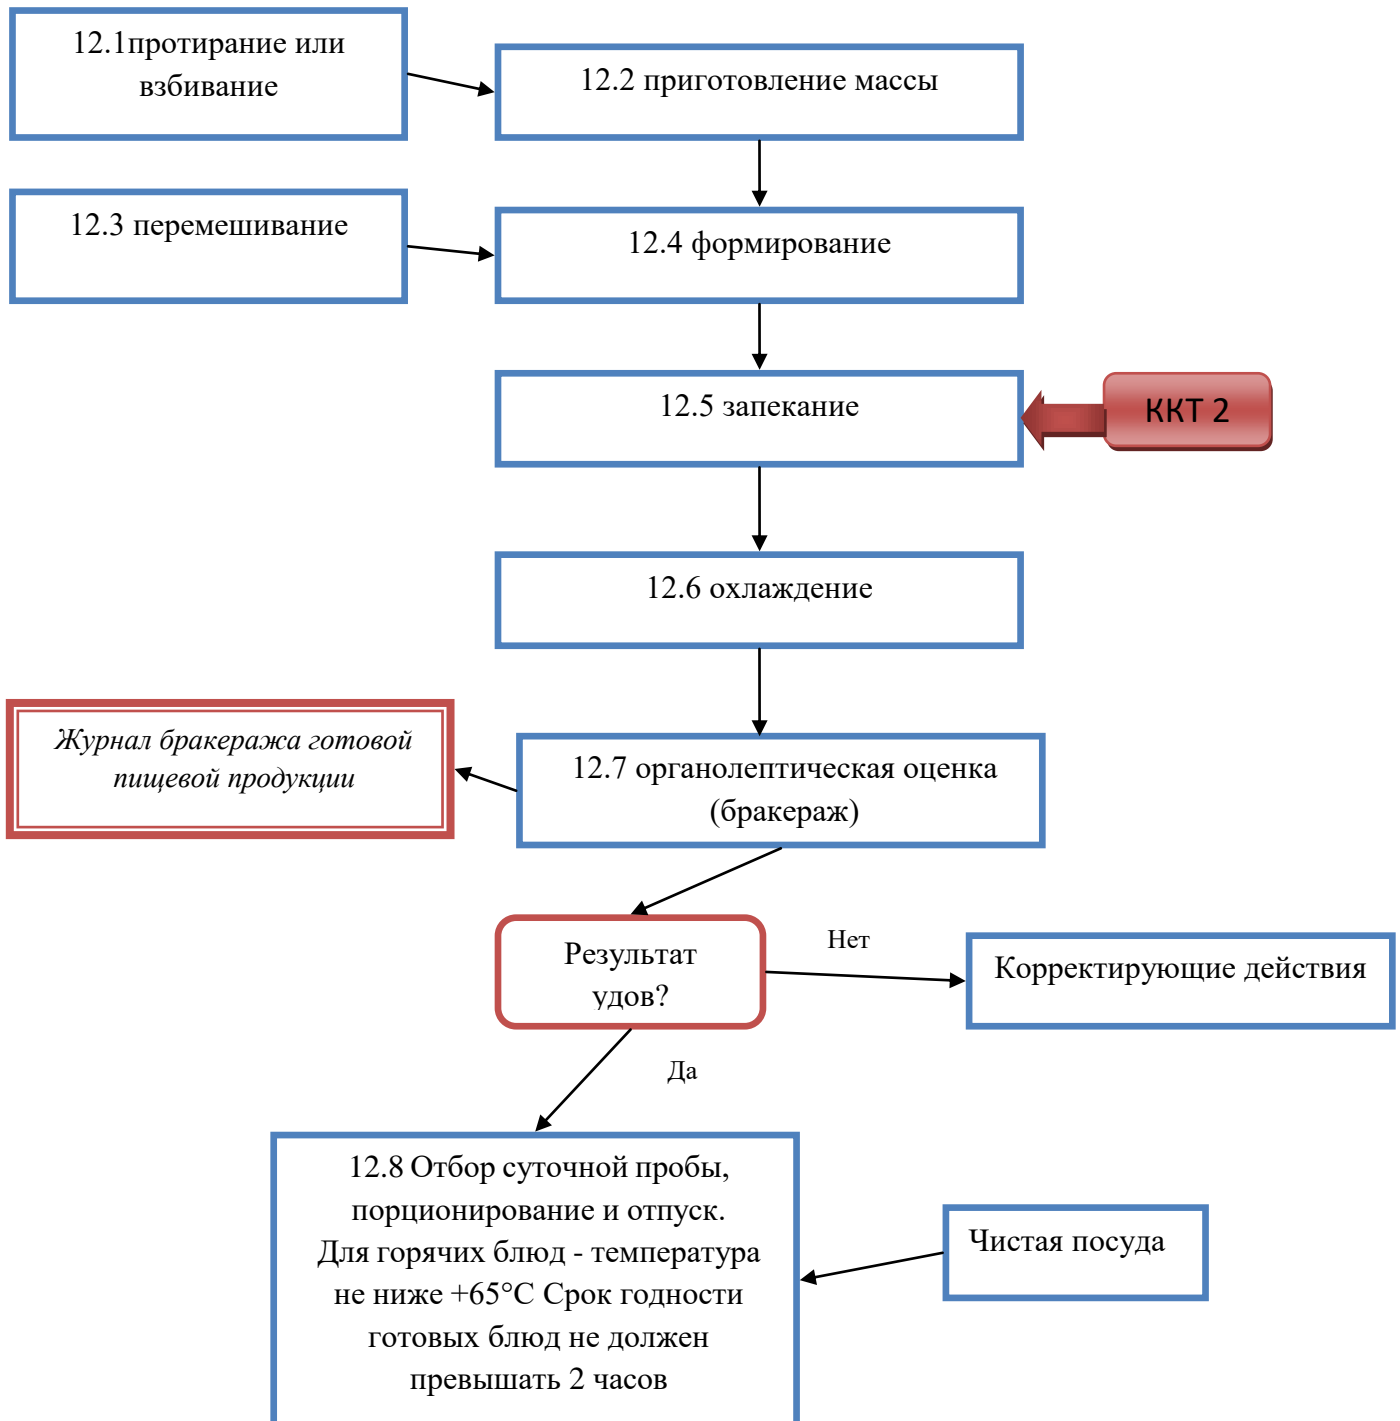 12.1протирание или
взбивание
12.2 приготовление массы
12.3 перемешивание
12.4 формирование
12.5 запекание
ККТ 2
12.6 охлаждение
Журнал бракеража готовой
пищевой продукции
12.7 органолептическая оценка
(бракераж)
Результат
удов?
Нет
Корректирующие действия
Да
12.8 Отбор суточной пробы,
порционирование и отпуск.
Для горячих блюд - температура
не ниже +65°С Срок годности
готовых блюд не должен
превышать 2 часов
Чистая посуда